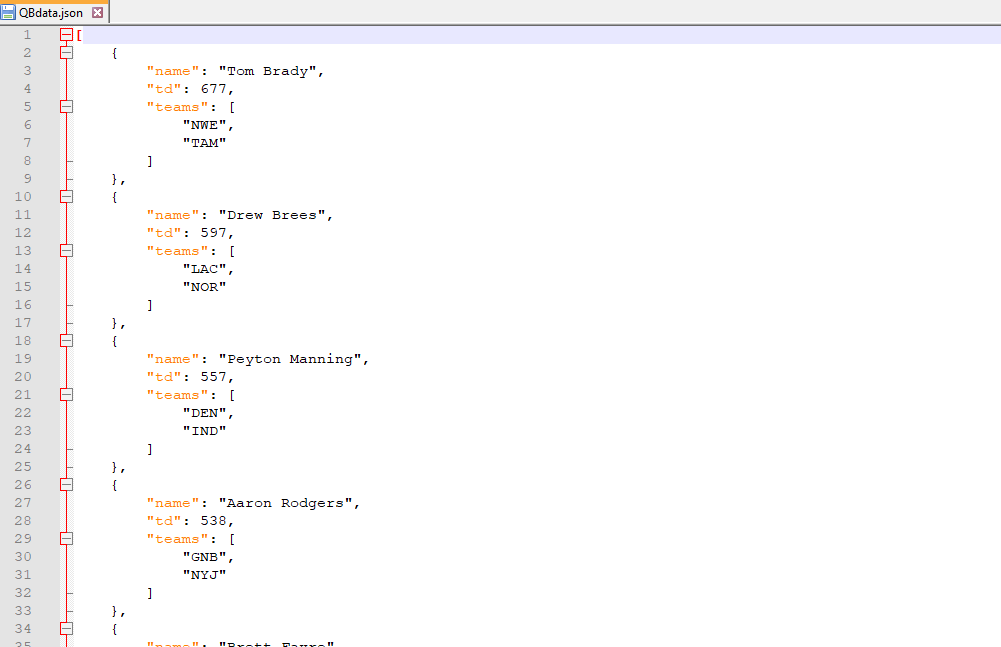 QBdata.json
1 [
2 {
3 "name": "Tom Brady",
4 "td": 677,
5 "teams": [
6 "NWE",
7 "TAM"
8 ]
9 },
10 {
11 "name": "Drew Brees",
12 "td": 597,
13 "teams": [
14 "LAC",
15 "NOR"
16 ]
17 },
18 {
19 "name": "Peyton Manning",
20 "td": 557,
21 "teams": [
22 "DEN",
23 "IND"
24 ]
25 },
26 {
27 "name": "Aaron Rodgers",
28 "td": 538,
29 "teams": [
30 "GNB",
31 "NYJ"
32 ]
33 },
34 {
35 "name": "Brett Favre"